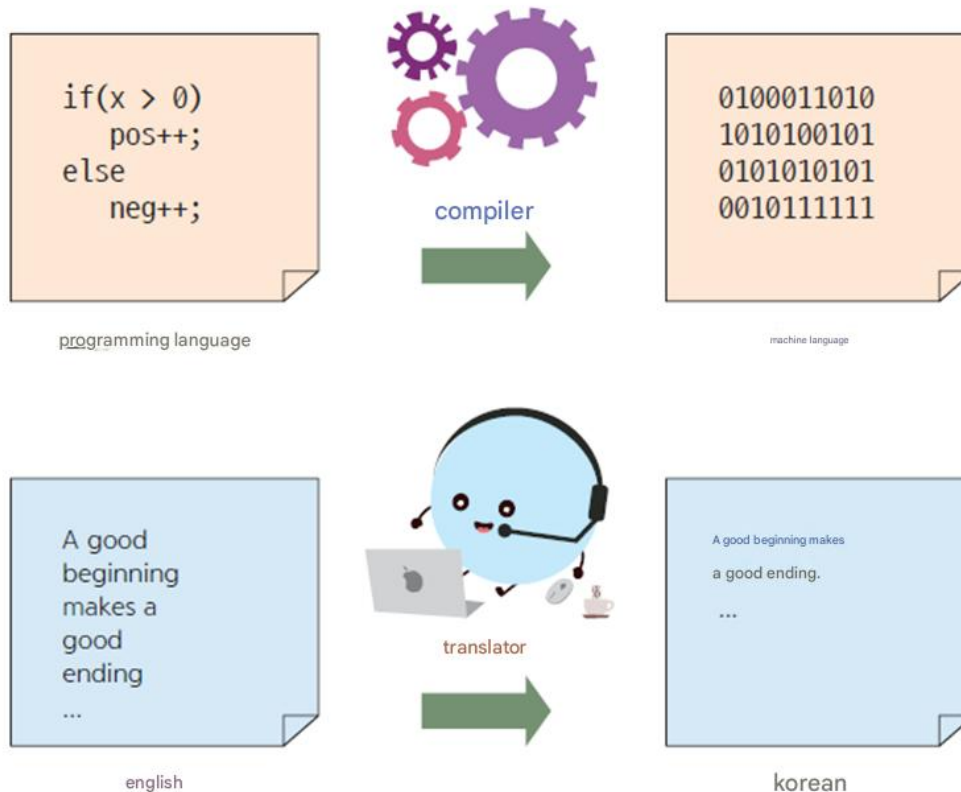 if(x > 0)
pos++;
else
neg++;
compiler
0100011010
1010100101
0101010101
0010111111
programming language
machine language
A good
beginning
makes a
good
ending
...
translator
A good beginning makes
a good ending.
...
english
korean